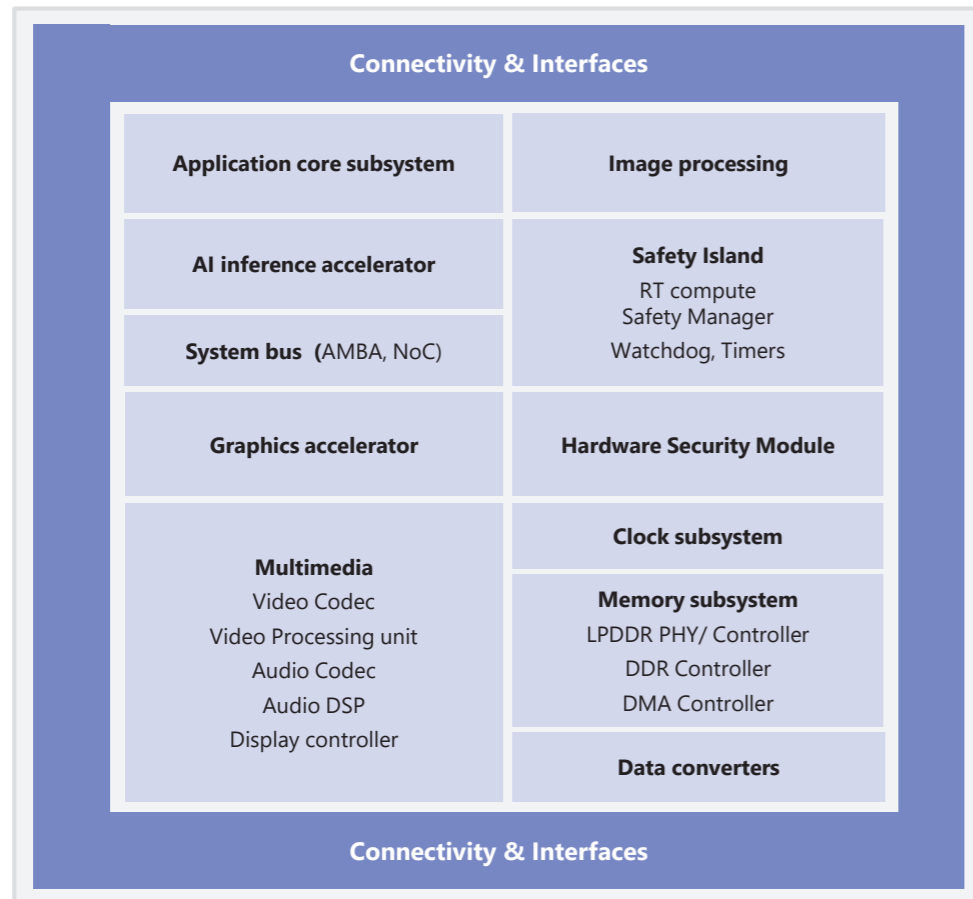 Connectivity & Interfaces
Application core subsystem
AI inference accelerator
System bus (AMBA, NoC)
Graphics accelerator
Multimedia
Video Codec
Video Processing unit
Audio Codec
Audio DSP
Display controller
Image processing
Safety Island
RT compute
Safety Manager
Watchdog, Timers
Hardware Security Module
Clock subsystem
Memory subsystem
LPDDR PHY/ Controller
DDR Controller
DMA Controller
Data converters
Connectivity & Interfaces